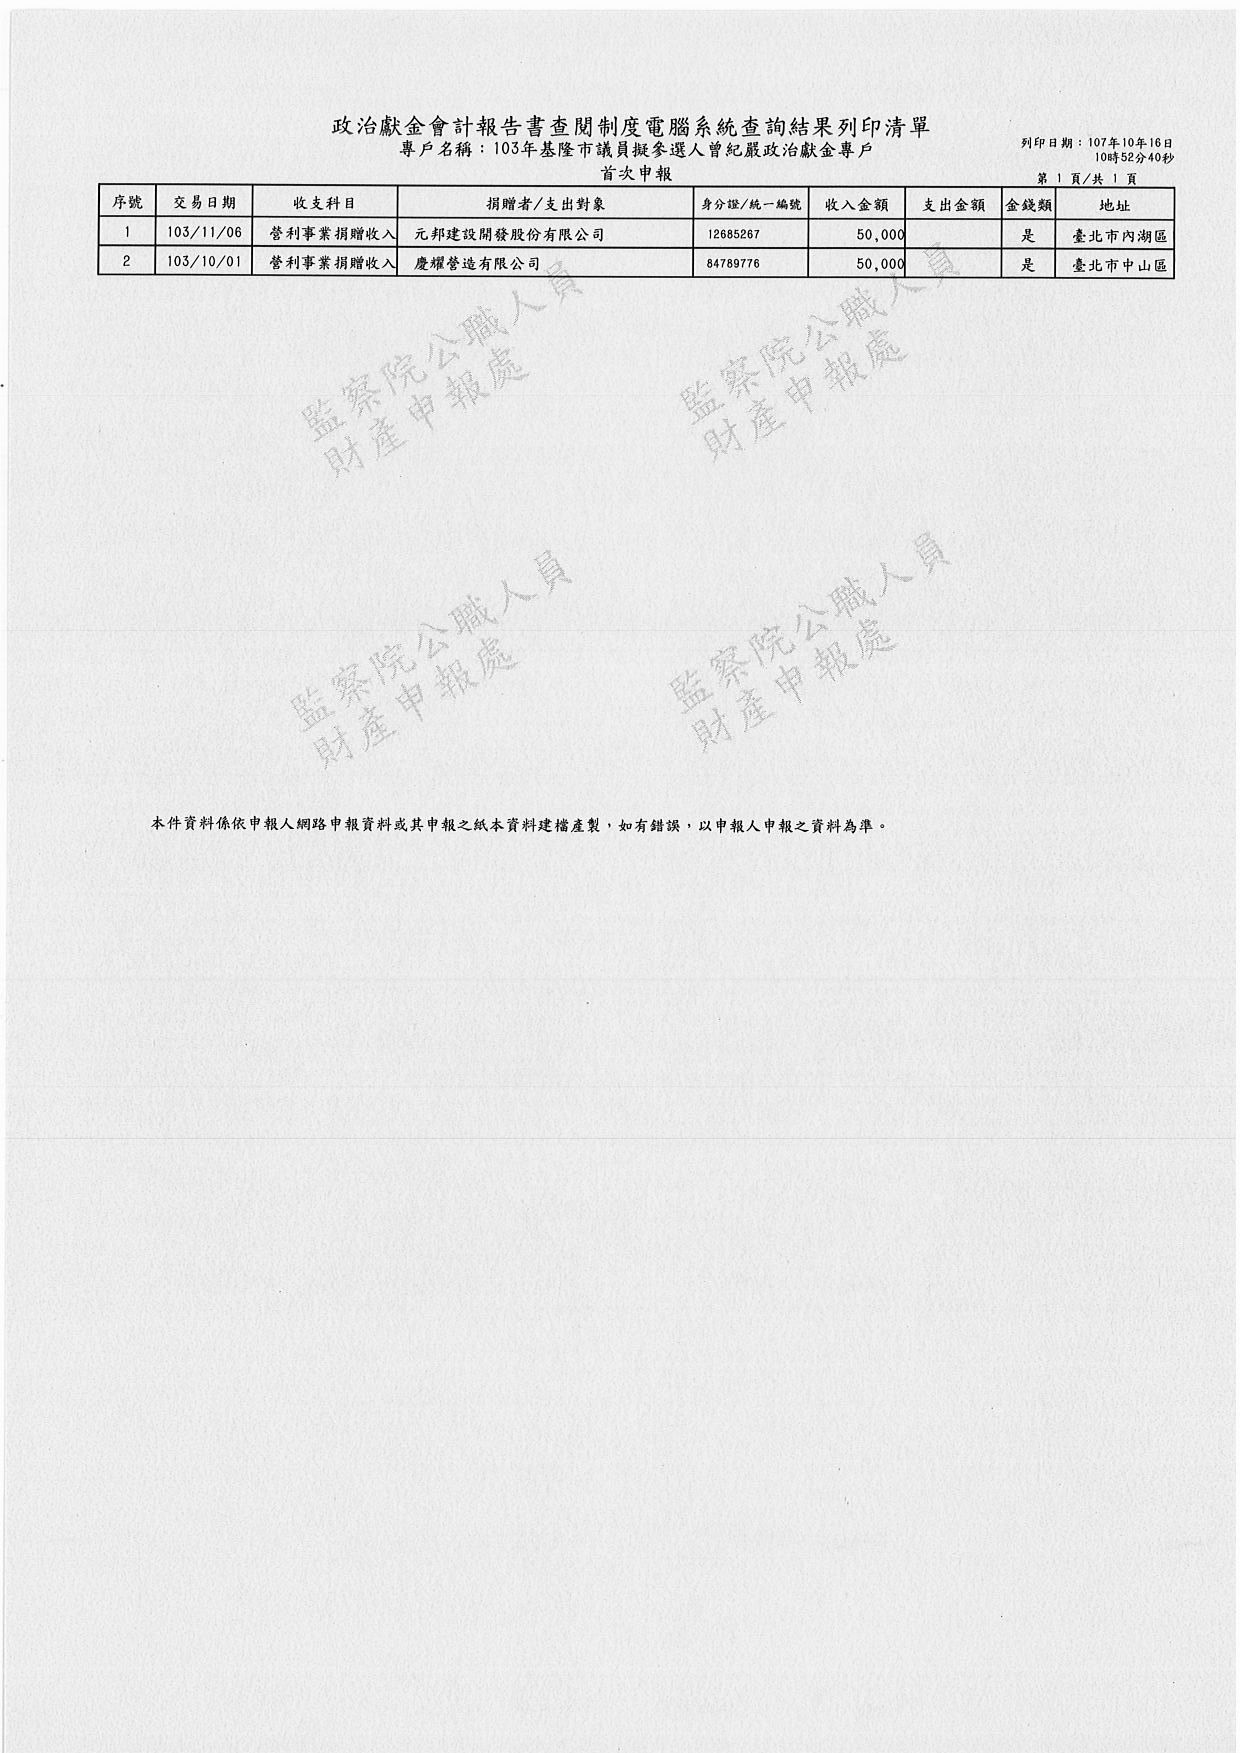 政治獻金會計報告書查閱制度電腦系統查詢結果列印清單
專戶名稱：103年基隆市議員擬參選人曾紀嚴政治獻金專戶
列印日期：107年10年16日
10時52分40秒
首次申報
第 1 頁/共 1 頁
序號 交易日期 收支科目 捐贈者/支出對象 身分證/統一編號 收入金額 支出金額 金錢類 地址
1 103/11/06 營利事業捐贈收入 元邦建設開發股份有限公司 12685267 50,000 是 臺北市內湖區
2 103/10/01 營利事業捐贈收入 慶耀營造有限公司 84789776 50,000 是 臺北市中山區
監察院公職人員
財產申報處
監察院公職人員
財產申報處
監察院公職人員
財產申報處
監察院公職人員
財產申報處
本件資料係依申報人網路申報資料或其申報之紙本資料建檔產製，如有錯誤，以申報人申報之資料為準。